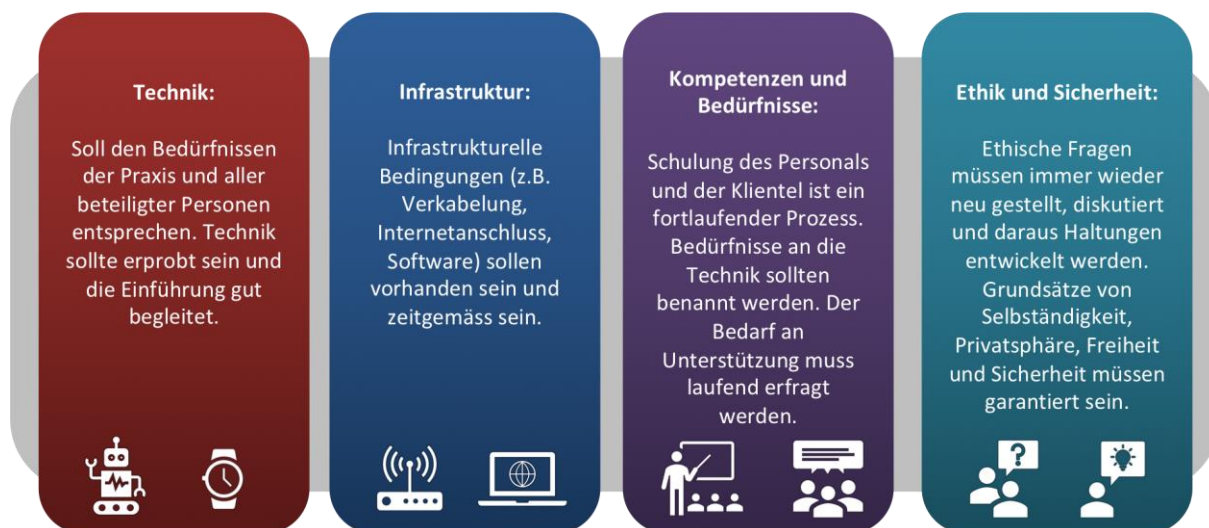 Technik:
Soll den Bedürfnissen
der Praxis und aller
beteiligter Personen
entsprechen. Technik
sollte erprobt sein und
die Einführung gut
begleitet.
Infrastruktur:
Infrastrukturelle
Bedingungen (z.B.
Verkabelung,
Internetanschluss,
Software) sollen
vorhanden sein und
zeitgemäss sein.
Kompetenzen und
Bedürfnisse:
Schulung des Personals
und der Klientel ist ein
fortlaufender Prozess.
Bedürfnisse an die
Technik sollten
benannt werden. Der
Bedarf an
Unterstützung muss
laufend erfragt
werden.
Ethik und Sicherheit:
Ethische Fragen
müssen immer wieder
neu gestellt, diskutiert
und daraus Haltungen
entwickelt werden.
Grundsätze von
Selbständigkeit,
Privatsphäre, Freiheit
und Sicherheit müssen
garantiert sein.
?